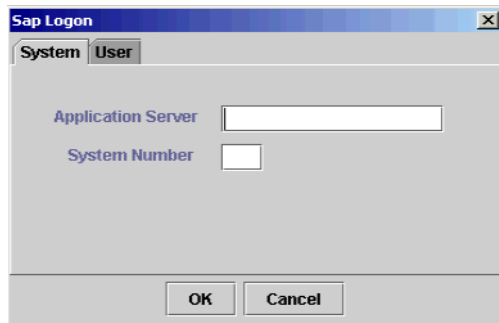 Sap Logon
System User
Application Server
System Number
OK Cancel